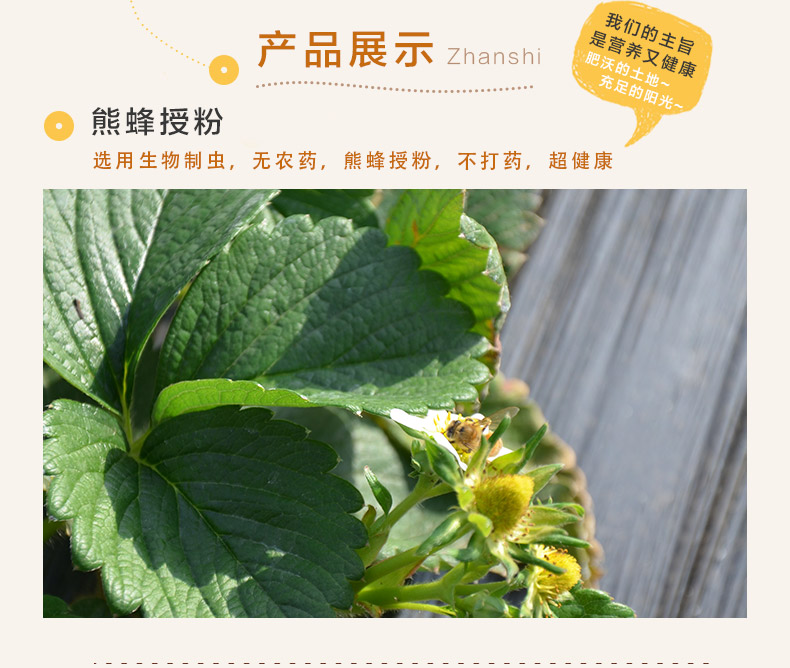 产品展示 Zhanshi
我们的主旨
是营养又健康
肥沃的土地~
充足的阳光~
熊蜂授粉
选用生物制虫，无农药，熊蜂授粉，不打药，超健康